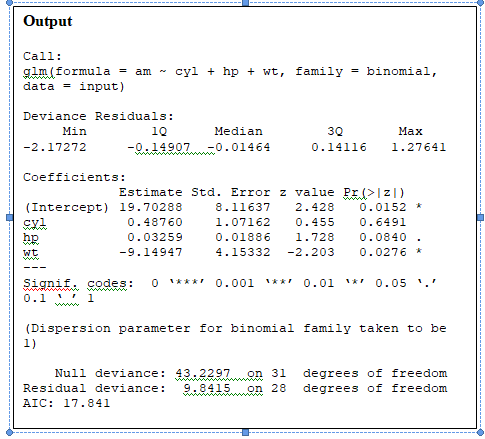 Output
Call:
glm(formula = am ~ cyl + hp + wt, family = binomial,
data = input)
Deviance Residuals:
Min 1Q Median 3Q Max
-2.17272 -0.14907 -0.01464 0.14116 1.27641
Coefficients:
Estimate Std. Error z value Pr(>|z|)
(Intercept) 19.70288 8.11637 2.428 0.0152 *
cyl 0.48760 1.07162 0.455 0.6491
hp 0.03259 0.01886 1.728 0.0840 .
wt -9.14947 4.15332 -2.203 0.0276 *
---
Signif. codes: 0 ‘***’ 0.001 ‘**’ 0.01 ‘*’ 0.05 ‘.’
0.1 ‘ ’ 1
(Dispersion parameter for binomial family taken to be
1)
Null deviance: 43.2297 on 31 degrees of freedom
Residual deviance: 9.8415 on 28 degrees of freedom
AIC: 17.841